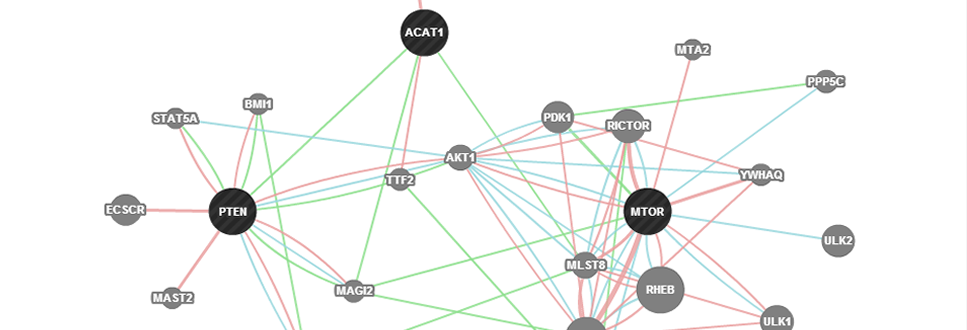 ACAT1
MTA2
PPP5C
BMI1
STAT5A
PDK1
RICTOR
AKT1
TTF2
YWHAQ
ECSCR
PTEN
MTOR
ULK2
MLST8
RHEB
MAGI2
MAST2
ULK1